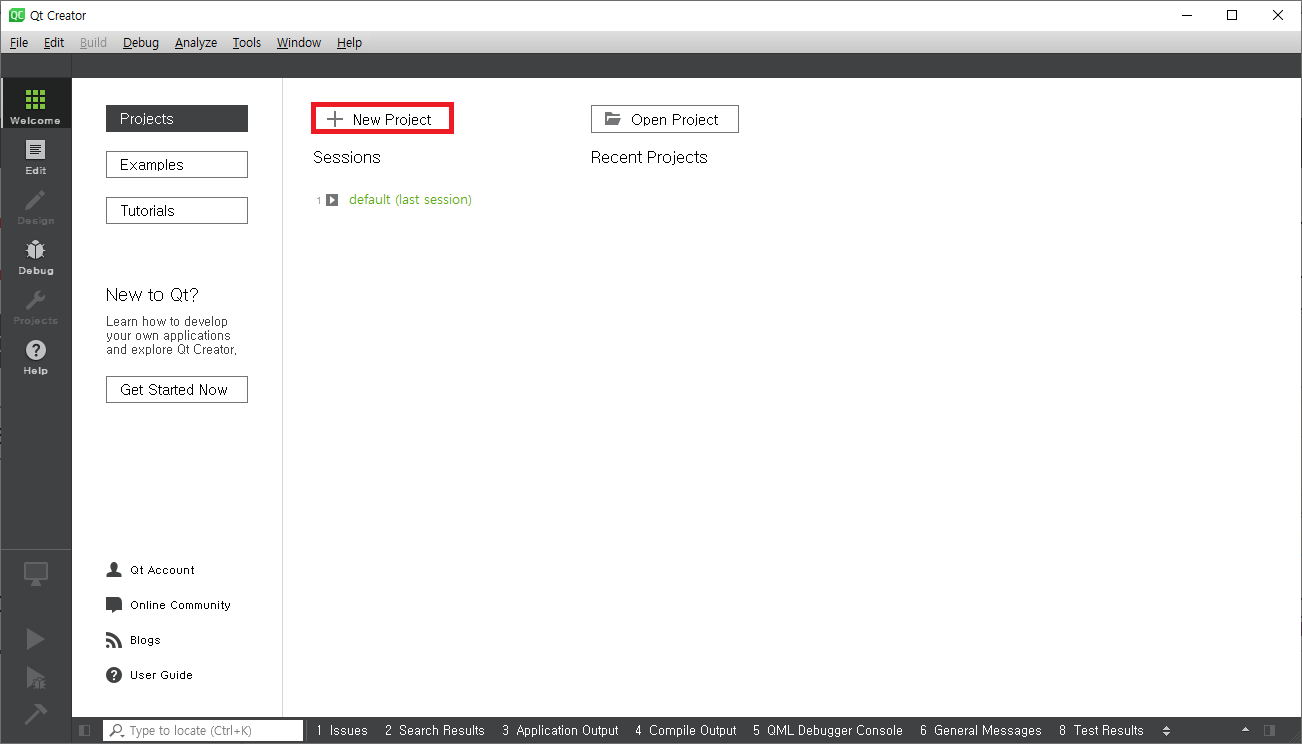 QC Qt Creator
File Edit Build Debug Analyze Tools Window Help
Welcome
Edit
Design
Debug
Projects
Help
Projects
Examples
Tutorials
New to Qt?
Learn how to develop
your own applications
and explore Qt Creator.
Get Started Now
Qt Account
Online Community
Blogs
User Guide
New Project
Sessions
1 default (last session)
Open Project
Recent Projects
Type to locate (Ctrl+K) 1 Issues 2 Search Results 3 Application Output 4 Compile Output 5 QML Debugger Console 6 General Messages 8 Test Results